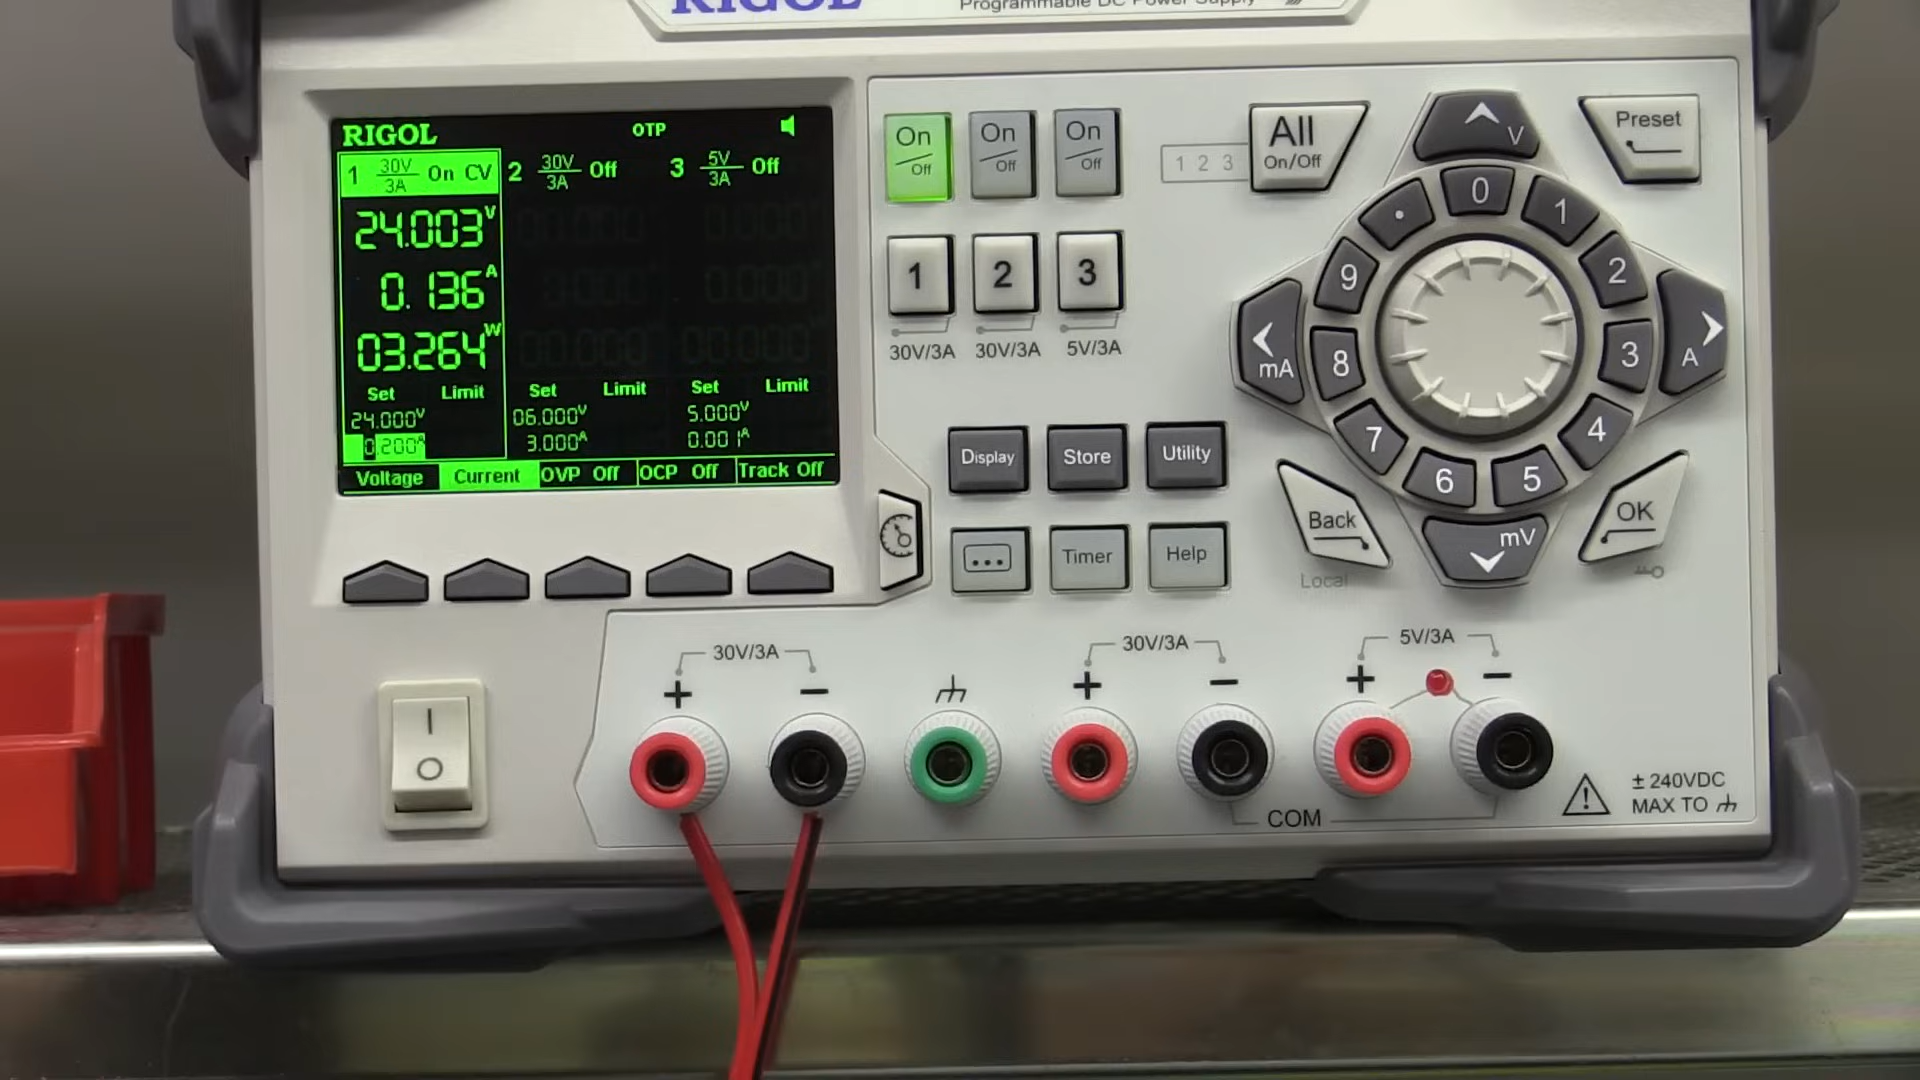 RIGOL
Programmable DC Power Supply
RIGOL OTP
1 30V/3A On CV 2 30V/3A Off 3 5V/3A Off
24.003V
0.136A
03.264W
Set Limit Set Limit Set Limit
24.000V 06.000V 5.000V
0.200A 3.000A 0.001A
Voltage Current OVP Off OCP Off Track Off
On/Off On/Off On/Off
1 2 3
All
On/Off
1 2 3
30V/3A 30V/3A 5V/3A
V
Preset
0
1
2
3
4
5
6
7
8
9
.
mA
A
mV
Display Store Utility
... Timer Help
Back
Local
OK
30V/3A 30V/3A 5V/3A
+ − + − + −
I
O
COM
± 240VDC
MAX TO